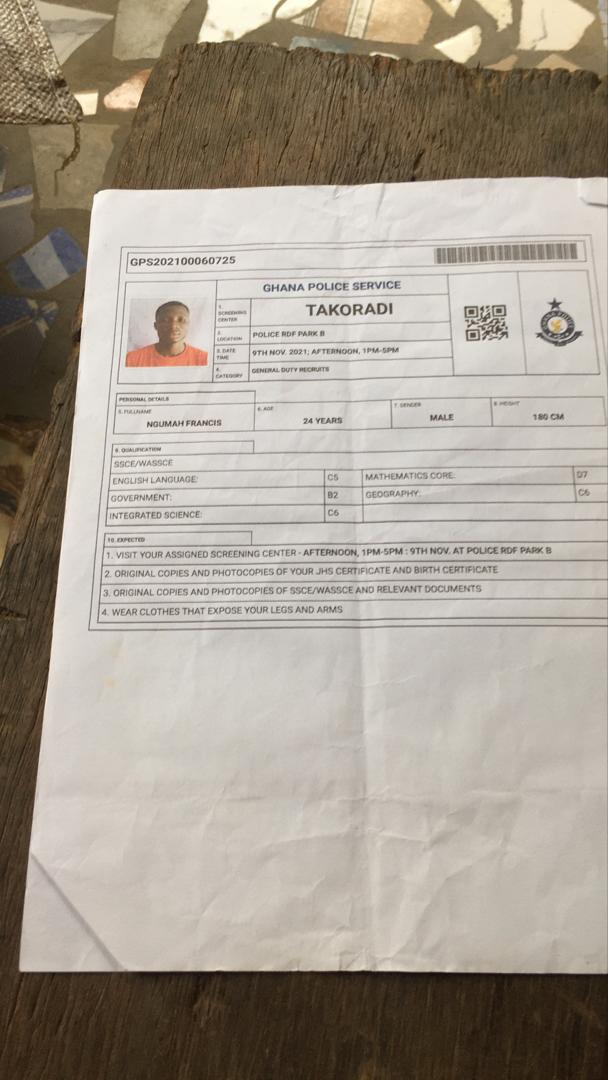 GPS202100060725
GHANA POLICE SERVICE
1. SCREENING CENTER
TAKORADI
2. LOCATION
POLICE RDF PARK B
3. DATE TIME
9TH NOV. 2021; AFTERNOON, 1PM-5PM
4. CATEGORY
GENERAL DUTY RECRUITS
PERSONAL DETAILS
5. FULLNAME
NGUMAH FRANCIS
6. AGE
24 YEARS
7. GENDER
MALE
8. HEIGHT
180 CM
9. QUALIFICATION
SSCE/WASSCE
ENGLISH LANGUAGE: C5 MATHEMATICS CORE: D7
GOVERNMENT: B2 GEOGRAPHY: C6
INTEGRATED SCIENCE: C6
10. EXPECTED
1. VISIT YOUR ASSIGNED SCREENING CENTER - AFTERNOON, 1PM-5PM : 9TH NOV. AT POLICE RDF PARK B
2. ORIGINAL COPIES AND PHOTOCOPIES OF YOUR JHS CERTIFICATE AND BIRTH CERTIFICATE
3. ORIGINAL COPIES AND PHOTOCOPIES OF SSCE/WASSCE AND RELEVANT DOCUMENTS
4. WEAR CLOTHES THAT EXPOSE YOUR LEGS AND ARMS